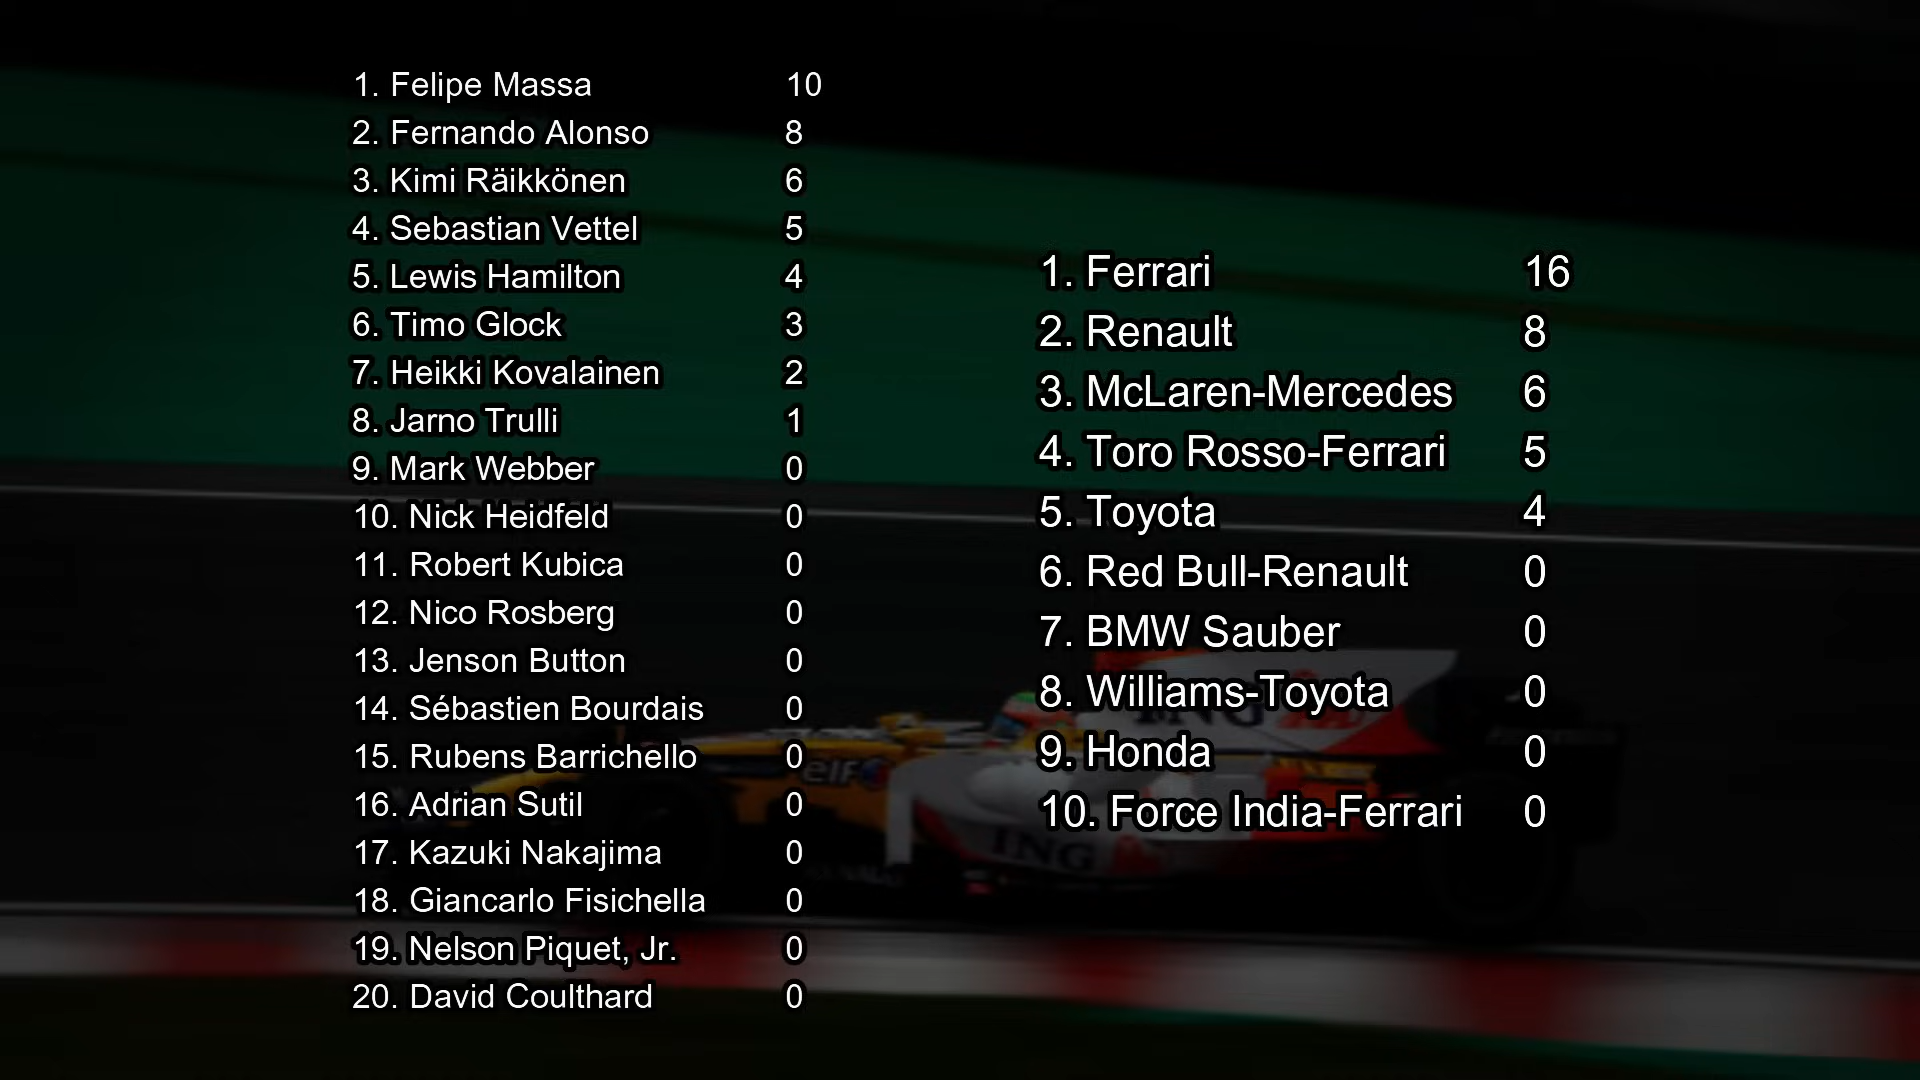 1. Felipe Massa 10
2. Fernando Alonso 8
3. Kimi Räikkönen 6
4. Sebastian Vettel 5
5. Lewis Hamilton 4
6. Timo Glock 3
7. Heikki Kovalainen 2
8. Jarno Trulli 1
9. Mark Webber 0
10. Nick Heidfeld 0
11. Robert Kubica 0
12. Nico Rosberg 0
13. Jenson Button 0
14. Sébastien Bourdais 0
15. Rubens Barrichello 0
16. Adrian Sutil 0
17. Kazuki Nakajima 0
18. Giancarlo Fisichella 0
19. Nelson Piquet, Jr. 0
20. David Coulthard 0
1. Ferrari 16
2. Renault 8
3. McLaren-Mercedes 6
4. Toro Rosso-Ferrari 5
5. Toyota 4
6. Red Bull-Renault 0
7. BMW Sauber 0
8. Williams-Toyota 0
9. Honda 0
10. Force India-Ferrari 0
ING
elf
ING